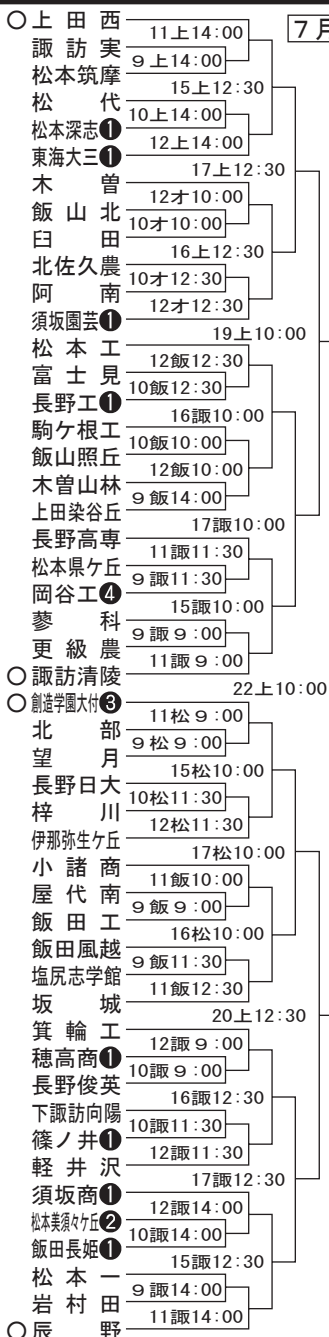 7月
○上田西
11上14:00
諏訪実
9上14:00
松本筑摩
15上12:30
松代
10上14:00
松本深志❶
12上14:00
東海大三❶
17上12:30
木曽
12オ10:00
飯山北
10オ10:00
臼田
16上12:30
北佐久農
10オ12:30
阿南
12オ12:30
須坂園芸❶
19上10:00
松本工
12飯12:30
富士見
10飯12:30
長野工❶
16諏10:00
駒ケ根工
10飯10:00
飯山照丘
12飯10:00
木曽山林
9飯14:00
上田染谷丘
17諏10:00
長野高専
11諏11:30
松本県ケ丘
9諏11:30
岡谷工❹
15諏10:00
蓼科
9諏9:00
更級農
11諏9:00
○諏訪清陵
22上10:00
○創造学園大付❸
11松9:00
北部
9松9:00
望月
15松10:00
長野日大
10松11:30
梓川
12松11:30
伊那弥生ケ丘
17松10:00
小諸商
11飯10:00
屋代南
9飯9:00
飯田工
16松10:00
飯田風越
9飯11:30
塩尻志学館
11飯12:30
坂城
20上12:30
箕輪工
12諏9:00
穂高商❶
10諏9:00
長野俊英
16諏12:30
下諏訪向陽
10諏11:30
篠ノ井❶
12諏11:30
軽井沢
17諏12:30
須坂商❶
12諏14:00
松本美須々ケ丘❷
10諏14:00
飯田長姫❶
15諏12:30
松本一
9諏14:00
岩村田
11諏14:00
○辰野